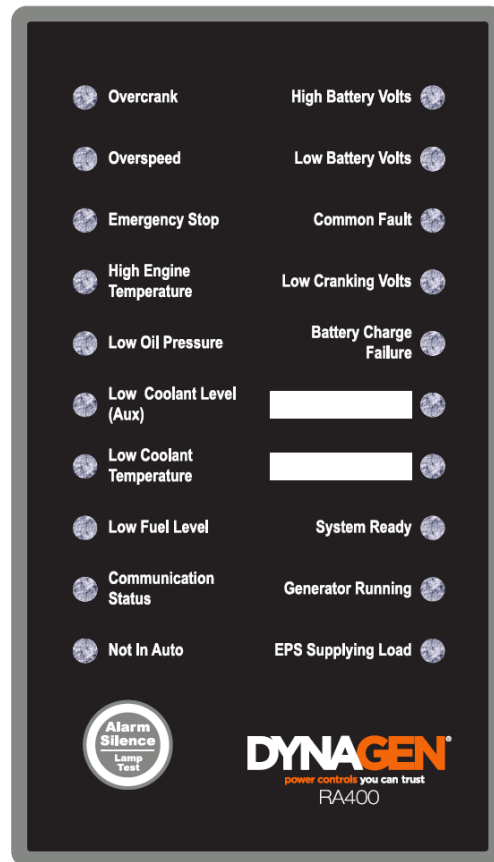 Overcrank
High Battery Volts
Overspeed
Low Battery Volts
Emergency Stop
Common Fault
High Engine
Temperature
Low Cranking Volts
Low Oil Pressure
Battery Charge
Failure
Low Coolant Level
(Aux)
Low Coolant
Temperature
Low Fuel Level
System Ready
Communication
Status
Generator Running
Not In Auto
EPS Supplying Load
Alarm
Silence
Lamp
Test
DYNAGEN®
power controls you can trust
RA400